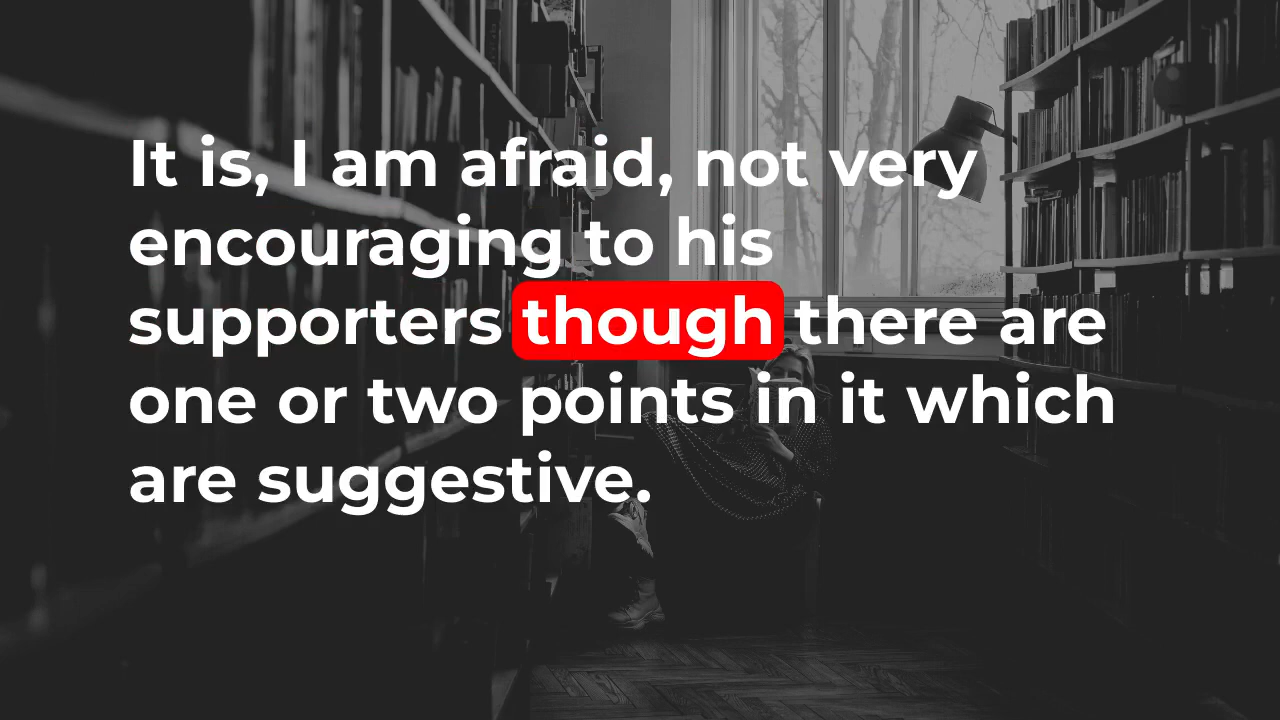 It is, I am afraid, not very
encouraging to his
supporters though there are
one or two points in it which
are suggestive.